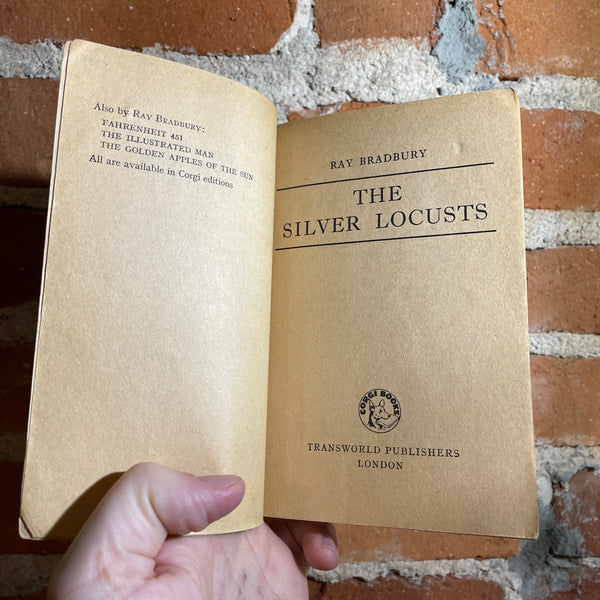 Also by RAY BRADBURY:
FAHRENHEIT 451
THE ILLUSTRATED MAN
THE GOLDEN APPLES OF THE SUN
All are available in Corgi editions
RAY BRADBURY
THE
SILVER LOCUSTS
CORGI BOOKS
TRANSWORLD PUBLISHERS
LONDON